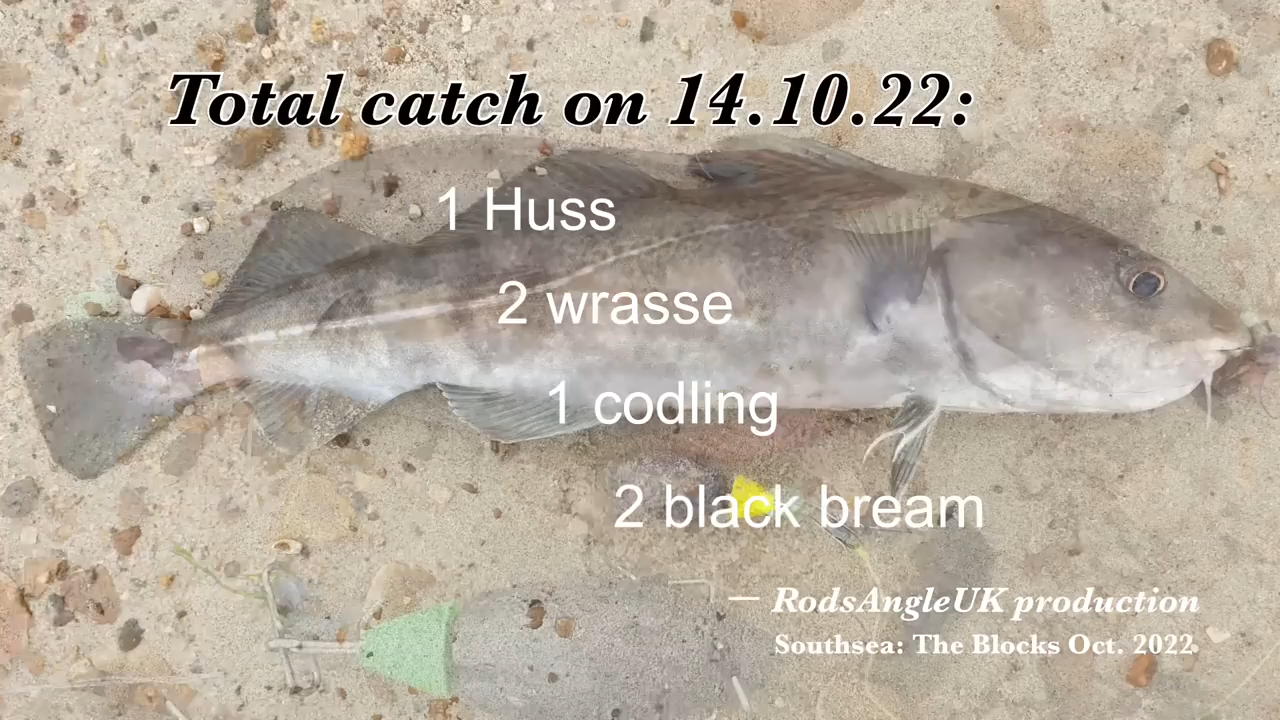 Total catch on 14.10.22:
1 Huss
2 wrasse
1 codling
2 black bream
— RodsAngleUK production
Southsea: The Blocks Oct. 2022.